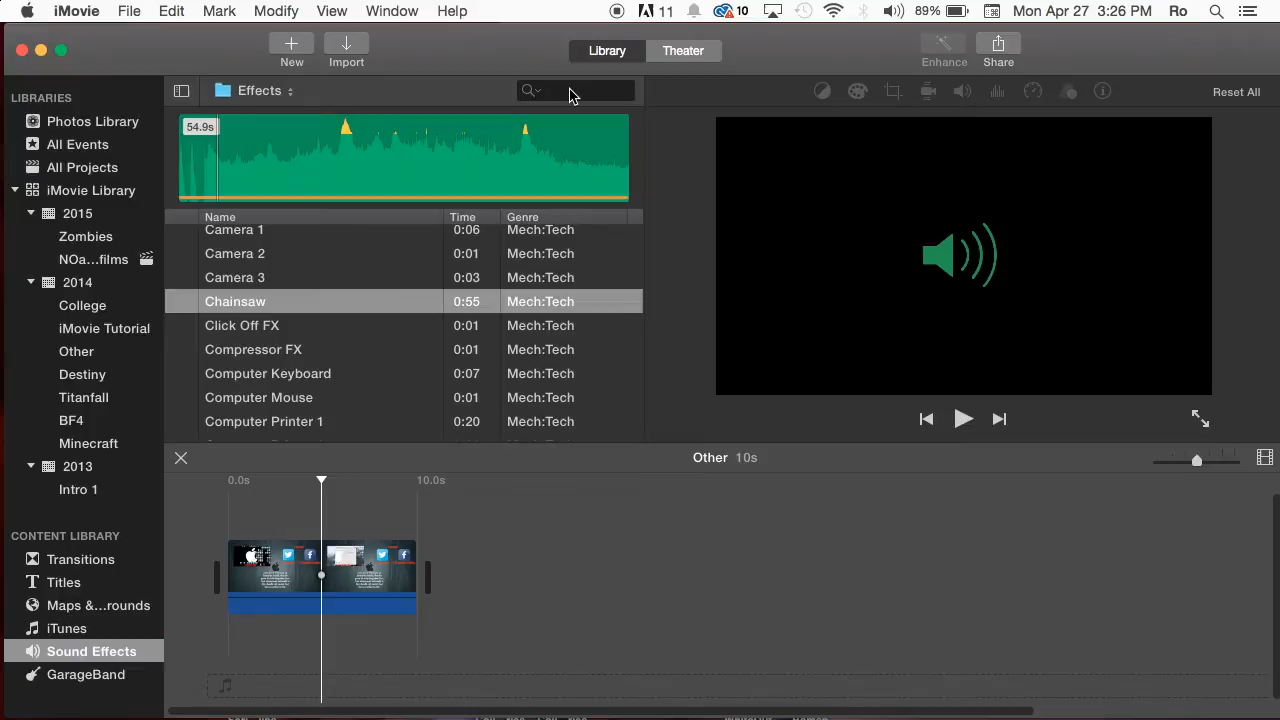 iMovie File Edit Mark Modify View Window Help 11 10 89% Mon Apr 27 3:26 PM Ro
New Import Library Theater Enhance Share
LIBRARIES
Photos Library
All Events
All Projects
iMovie Library
2015
Zombies
NOa...films
2014
College
iMovie Tutorial
Other
Destiny
Titanfall
BF4
Minecraft
2013
Intro 1
CONTENT LIBRARY
Transitions
Titles
Maps &...rounds
iTunes
Sound Effects
GarageBand
Effects
54.9s
Name Time Genre
Camera 1 0:06 Mech:Tech
Camera 2 0:01 Mech:Tech
Camera 3 0:03 Mech:Tech
Chainsaw 0:55 Mech:Tech
Click Off FX 0:01 Mech:Tech
Compressor FX 0:01 Mech:Tech
Computer Keyboard 0:07 Mech:Tech
Computer Mouse 0:01 Mech:Tech
Computer Printer 1 0:20 Mech:Tech
Reset All
Other 10s
0.0s 10.0s